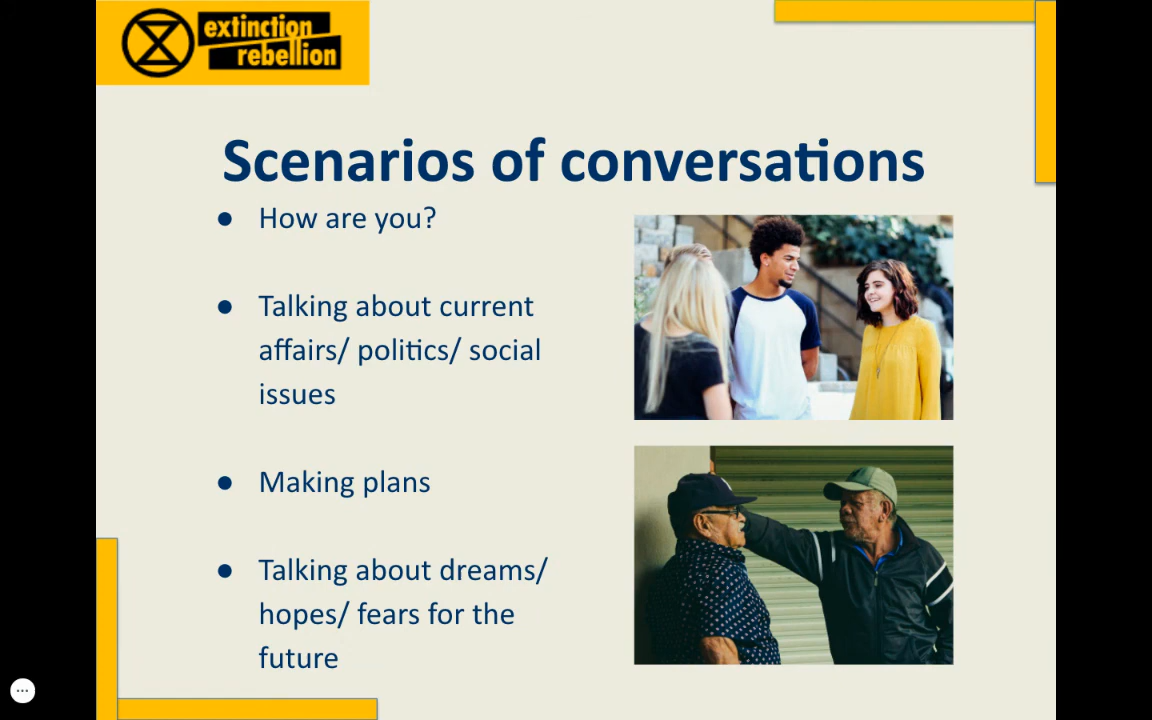 extinction
rebellion
Scenarios of conversations
● How are you?
● Talking about current
affairs/ politics/ social
issues
● Making plans
● Talking about dreams/
hopes/ fears for the
future